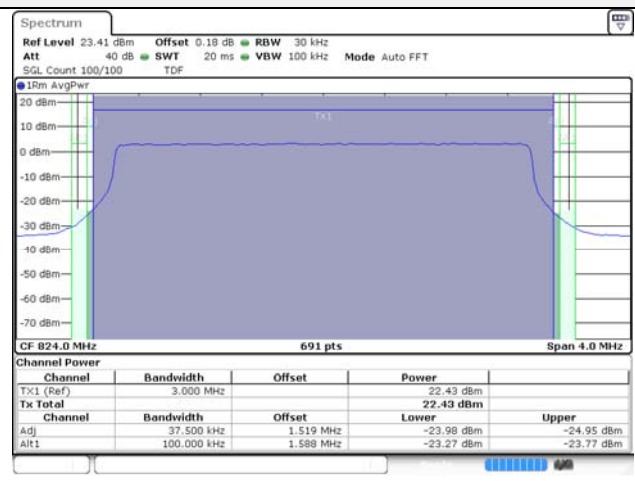 Spectrum
Ref Level 23.41 dBm Offset 0.18 dB RBW 30 kHz
Att 40 dB SWT 20 ms VBW 100 kHz Mode Auto FFT
SGL Count 100/100 TDF
1Rm AvgPwr
20 dBm
TX1
10 dBm
0 dBm
-10 dBm
-20 dBm
-30 dBm
-40 dBm
-50 dBm
-60 dBm
-70 dBm
CF 824.0 MHz 691 pts Span 4.0 MHz
Channel Power
Channel Bandwidth Offset Power
TX1 (Ref) 3.000 MHz 22.43 dBm
Tx Total 22.43 dBm
Channel Bandwidth Offset Lower Upper
Adj 37.500 kHz 1.519 MHz -23.98 dBm -24.95 dBm
Alt1 100.000 kHz 1.588 MHz -23.27 dBm -23.77 dBm